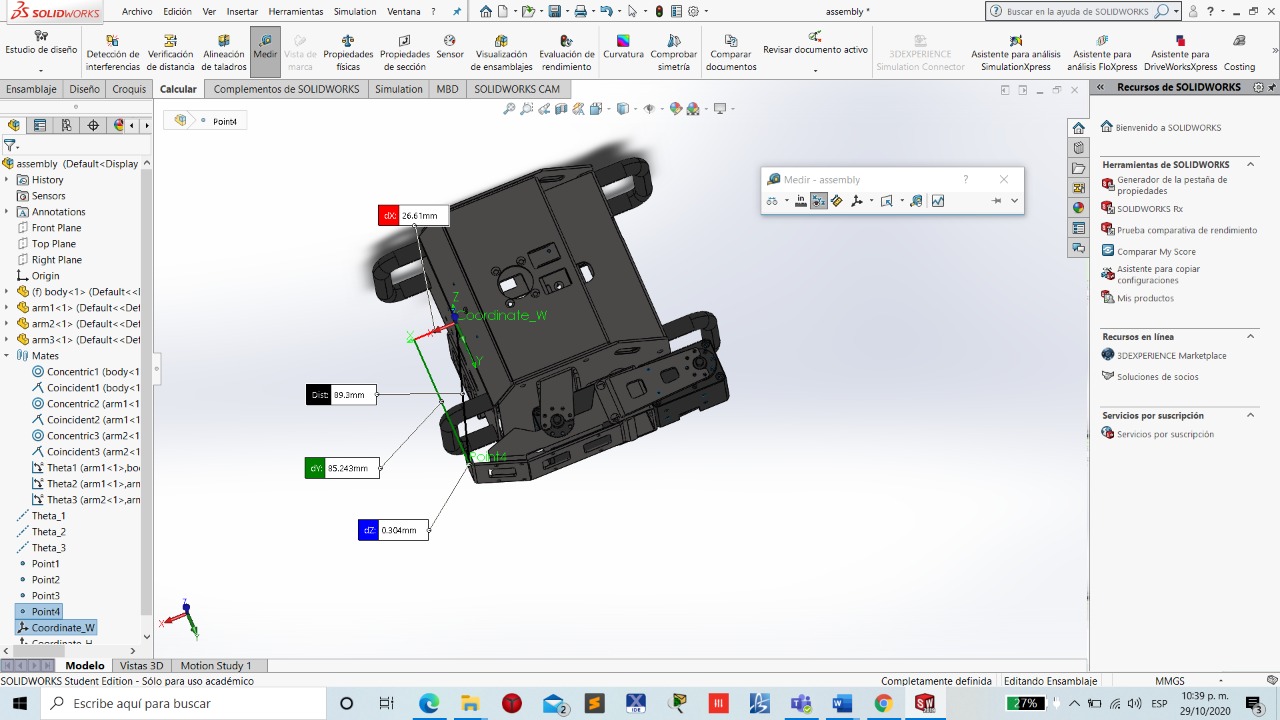 SOLIDWORKS
Archivo Edición Ver Insertar Herramientas Simulation Ventana ?
assembly *
Buscar en la ayuda de SOLIDWORKS
Estudio de diseño
Detección de interferencias
Verificación de distancia
Alineación de taladros
Medir
Vista de marca
Propiedades físicas
Propiedades de sección
Sensor
Visualización de ensamblajes
Evaluación de rendimiento
Curvatura
Comprobar simetría
Comparar documentos
Revisar documento activo
3DEXPERIENCE Simulation Connector
Asistente para análisis SimulationXpress
Asistente para análisis FloXpress
Asistente para DriveWorksXpress
Costing
Ensamblaje Diseño Croquis Calcular Complementos de SOLIDWORKS Simulation MBD SOLIDWORKS CAM
assembly (Default<Display
History
Sensors
Annotations
Front Plane
Top Plane
Right Plane
Origin
(f) body<1> (Default<<Def
arm1<1> (Default<<Def
arm2<1> (Default<<Def
arm3<1> (Default<<Def
Mates
Concentric1 (body<1
Coincident1 (body<1
Concentric2 (arm1<1
Coincident2 (arm1<1
Concentric3 (arm2<1
Coincident3 (arm2<1
Theta1 (arm1<1>,bo
Theta2 (arm2<1>,arn
Theta3 (arm2<1>,arn
Theta_1
Theta_2
Theta_3
Point1
Point2
Point3
Point4
Coordinate_W
Point4
dX: 26.61mm
Dist: 89.3mm
dY: 85.243mm
dZ: 0.304mm
Z
Coordinate_W
X
Y
Point4
Z
X
Y
Medir - assembly
?
in
Recursos de SOLIDWORKS
Bienvenido a SOLIDWORKS
Herramientas de SOLIDWORKS
Generador de la pestaña de
propiedades
SOLIDWORKS Rx
Prueba comparativa de rendimiento
Comparar My Score
Asistente para copiar
configuraciones
Mis productos
Recursos en línea
3DEXPERIENCE Marketplace
Soluciones de socios
Servicios por suscripción
Servicios por suscripción
Modelo Vistas 3D Motion Study 1
SOLIDWORKS Student Edition - Sólo para uso académico
Completamente definida Editando Ensamblaje MMGS
Escribe aquí para buscar
27%
ESP
10:39 p. m.
29/10/2020